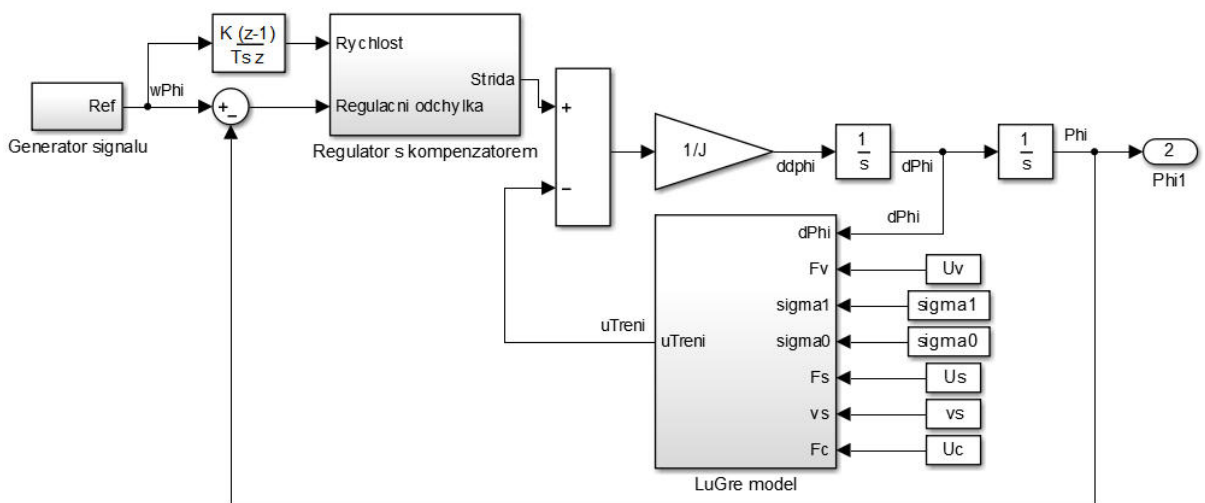 K (z-1)
Ts z
Rychlost
Strida
Regulacni odchylka
Regulator s kompenzatorem
Ref
wPhi
Generator signalu
+
−
+
−
1/J
ddphi
1
s
dPhi
1
s
Phi
2
Phi1
dPhi
dPhi
Fv
Uv
sigma1
sigma1
uTreni
uTreni
sigma0
sigma0
Fs
Us
vs
vs
Fc
Uc
LuGre model